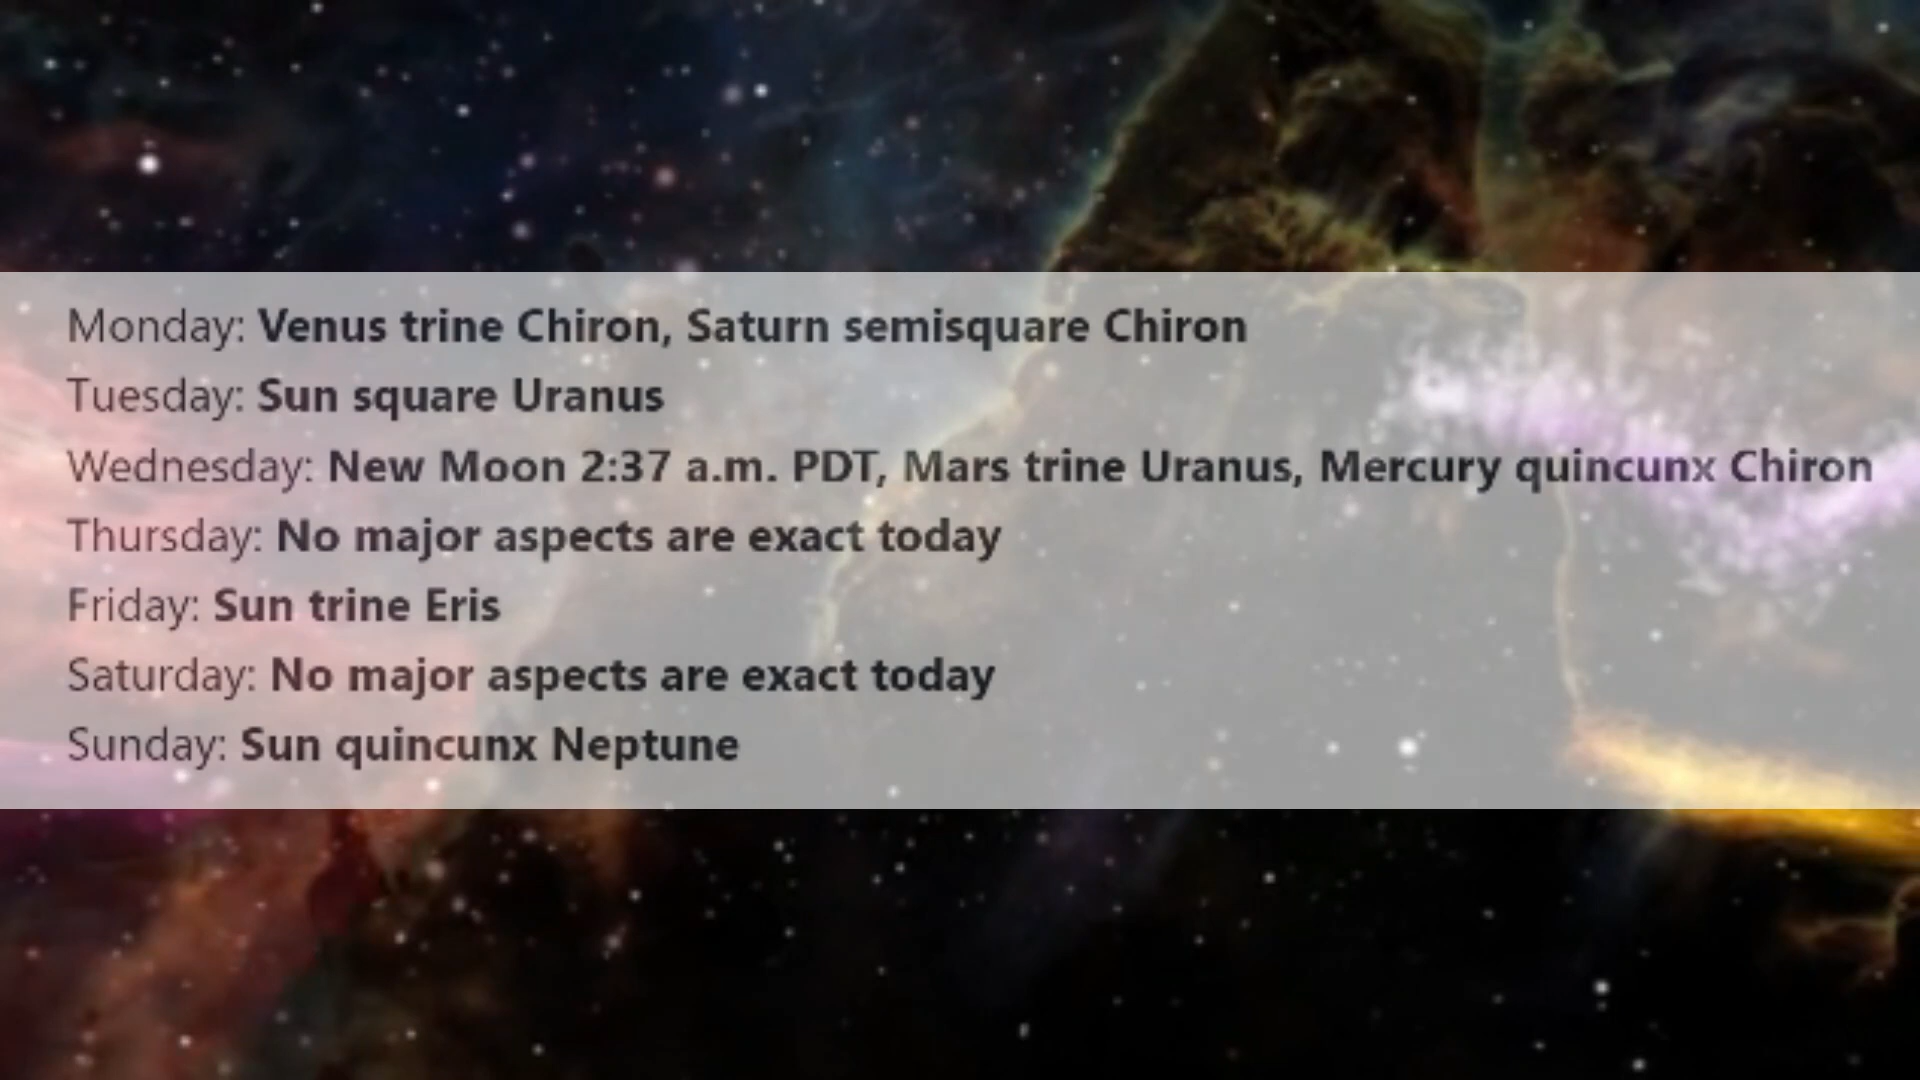 Monday: Venus trine Chiron, Saturn semisquare Chiron
Tuesday: Sun square Uranus
Wednesday: New Moon 2:37 a.m. PDT, Mars trine Uranus, Mercury quincunx Chiron
Thursday: No major aspects are exact today
Friday: Sun trine Eris
Saturday: No major aspects are exact today
Sunday: Sun quincunx Neptune